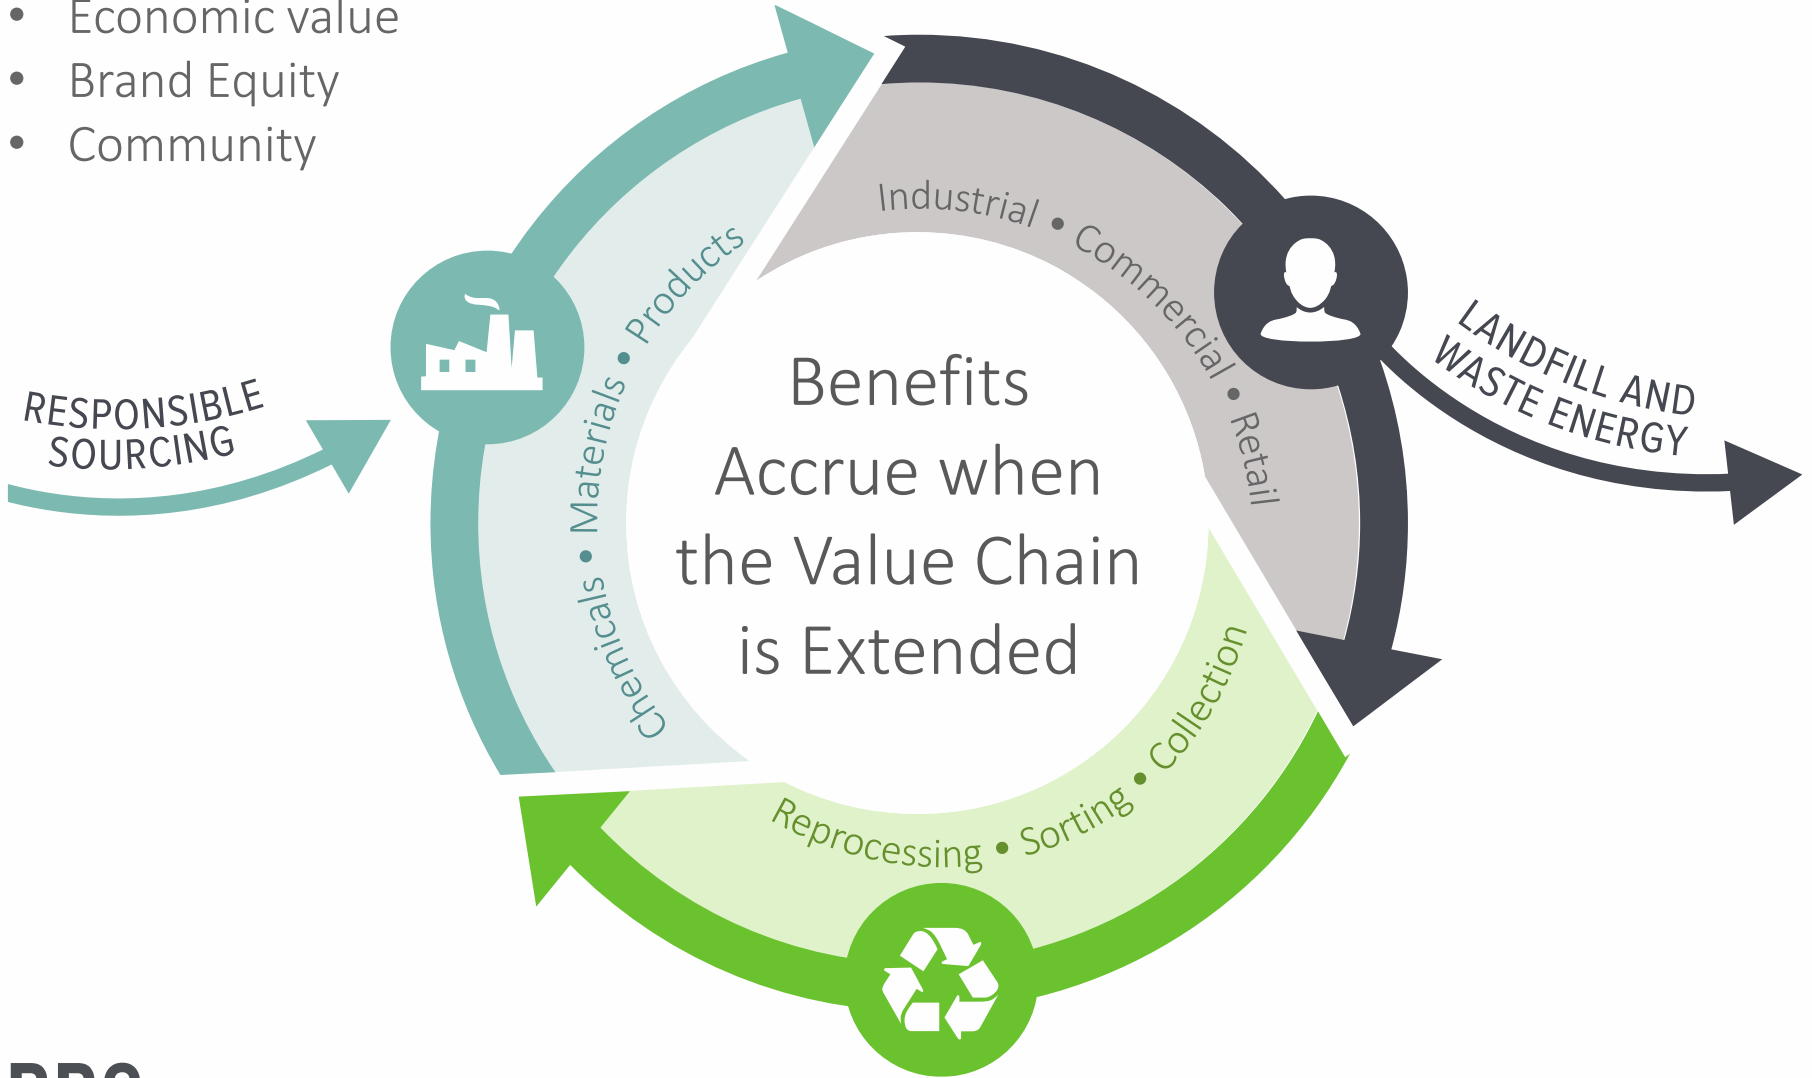 • Economic value
• Brand Equity
• Community
Industrial • Commercial • Retail
Chemicals • Materials • Products
LANDFILL AND
WASTE ENERGY
RESPONSIBLE
SOURCING
Benefits
Accrue when
the Value Chain
is Extended
Reprocessing • Sorting • Collection